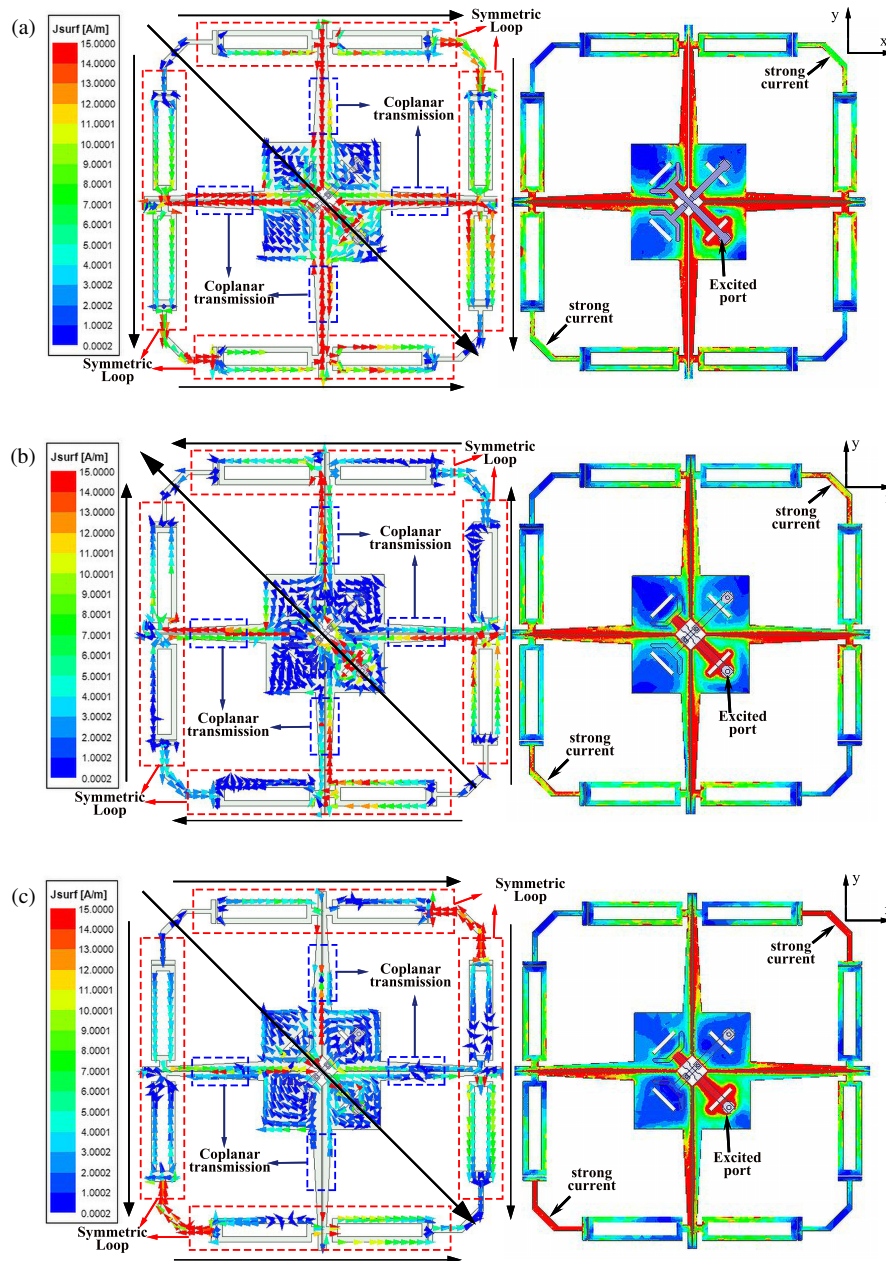 (a)
Jsurf [A/m]
15.0000
14.0000
13.0000
12.0000
11.0001
10.0001
9.0001
8.0001
7.0001
6.0001
5.0001
4.0001
3.0002
2.0002
1.0002
0.0002
Symmetric
Loop
Coplanar
transmission
Coplanar
transmission
Symmetric
Loop
y
x
strong
current
Excited
port
strong
current
(b)
Jsurf [A/m]
15.0000
14.0000
13.0000
12.0000
11.0001
10.0001
9.0001
8.0001
7.0001
6.0001
5.0001
4.0001
3.0002
2.0002
1.0002
0.0002
Symmetric
Loop
Coplanar
transmission
Coplanar
transmission
Symmetric
Loop
y
strong
current
Excited
port
strong
current
(c)
Jsurf [A/m]
15.0000
14.0000
13.0000
12.0000
11.0001
10.0001
9.0001
8.0001
7.0001
6.0001
5.0001
4.0001
3.0002
2.0002
1.0002
0.0002
Symmetric
Loop
Coplanar
transmission
Coplanar
transmission
Symmetric
Loop
y
x
strong
current
Excited
port
strong
current